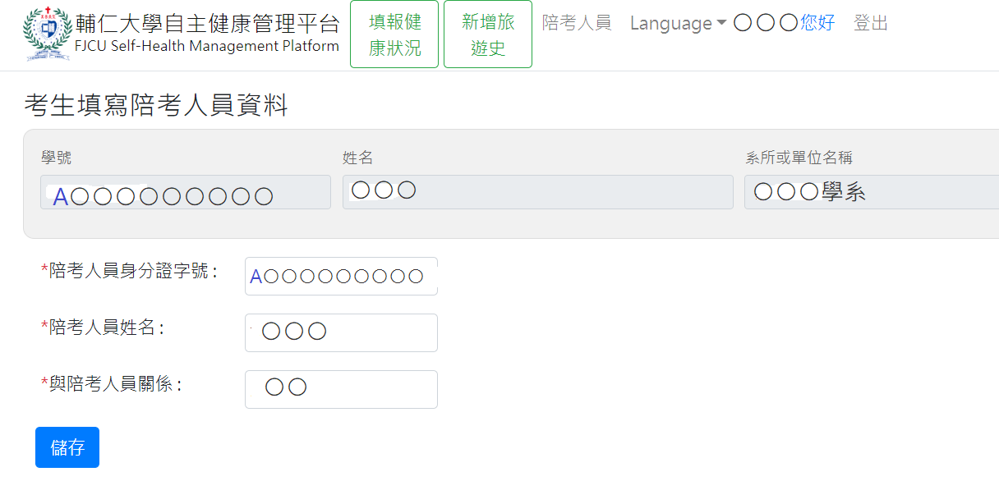 輔仁大學自主健康管理平台
FJCU Self-Health Management Platform
填報健
康狀況
新增旅
遊史
陪考人員 Language 〇〇〇您好 登出
考生填寫陪考人員資料
學號 姓名 系所或單位名稱
A〇〇〇〇〇〇〇〇〇 〇〇〇 〇〇〇學系
*陪考人員身分證字號 : A〇〇〇〇〇〇〇〇〇
*陪考人員姓名 : 〇〇〇
*與陪考人員關係 : 〇〇
儲存